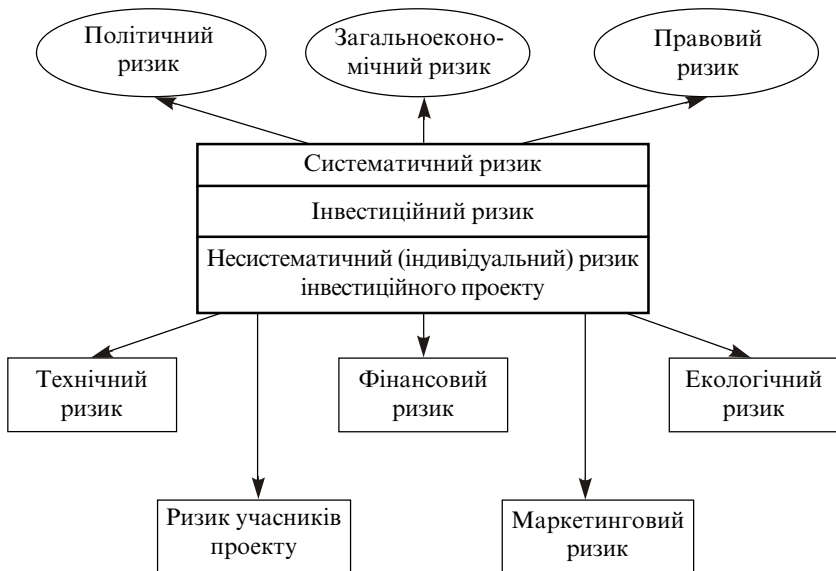 Політичний
ризик
Загальноеконо-
мічний ризик
Правовий
ризик
Систематичний ризик
Інвестиційний ризик
Несистематичний (індивідуальний) ризик
інвестиційного проекту
Технічний
ризик
Фінансовий
ризик
Екологічний
ризик
Ризик учасників
проекту
Маркетинговий
ризик